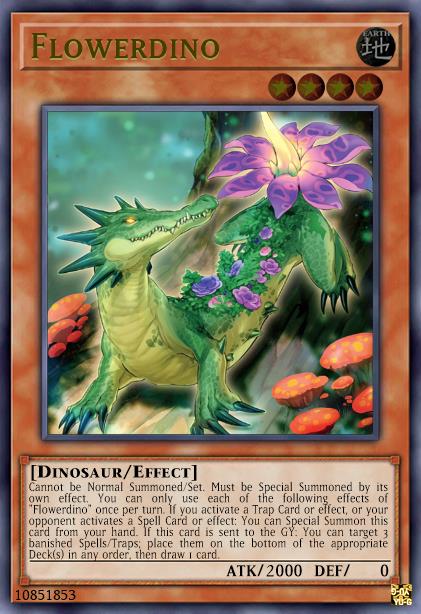 FLOWERDINO
EARTH
地
[DINOSAUR/EFFECT]
Cannot be Normal Summoned/Set. Must be Special Summoned by its
own effect. You can only use each of the following effects of
"Flowerdino" once per turn. If you activate a Trap Card or effect, or your
opponent activates a Spell Card or effect: You can Special Summon this
card from your hand. If this card is sent to the GY: You can target 3
banished Spells/Traps; place them on the bottom of the appropriate
Deck(s) in any order, then draw 1 card.
ATK/2000 DEF/ 0
10851853